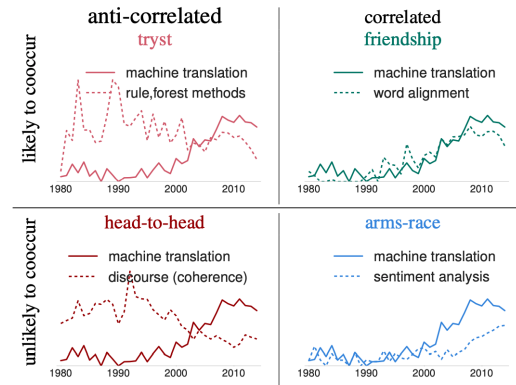 anti-correlated
correlated
likely to cooccur
tryst
machine translation
rule,forest methods
1980 1990 2000 2010
friendship
machine translation
word alignment
1980 1990 2000 2010
unlikely to cooccur
head-to-head
machine translation
discourse (coherence)
1980 1990 2000 2010
arms-race
machine translation
sentiment analysis
1980 1990 2000 2010